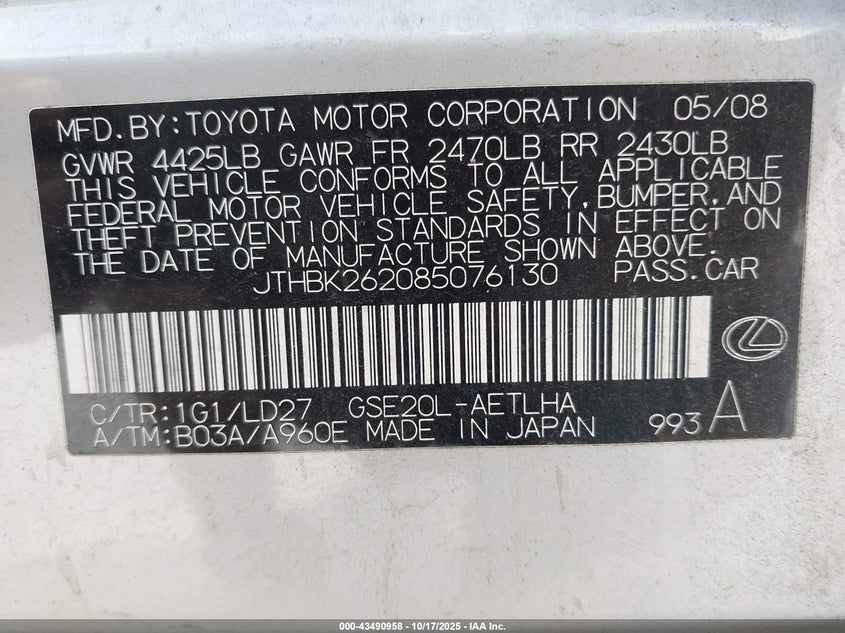 MFD.BY:TOYOTA MOTOR CORPORATION 05/08
GVWR 4425LB GAWR FR 2470LB RR 2430LB
THIS VEHICLE CONFORMS TO ALL APPLICABLE
FEDERAL MOTOR VEHICLE SAFETY,BUMPER,AND
THEFT PREVENTION STANDARDS IN EFFECT ON
THE DATE OF MANUFACTURE SHOWN ABOVE.
JTHBK262085076130 PASS.CAR
C/TR:1G1/LD27 GSE20L-AETLHA
A/TM:B03A/A960E MADE IN JAPAN 993A
000-43490958 - 10/17/2025 - IAA Inc.